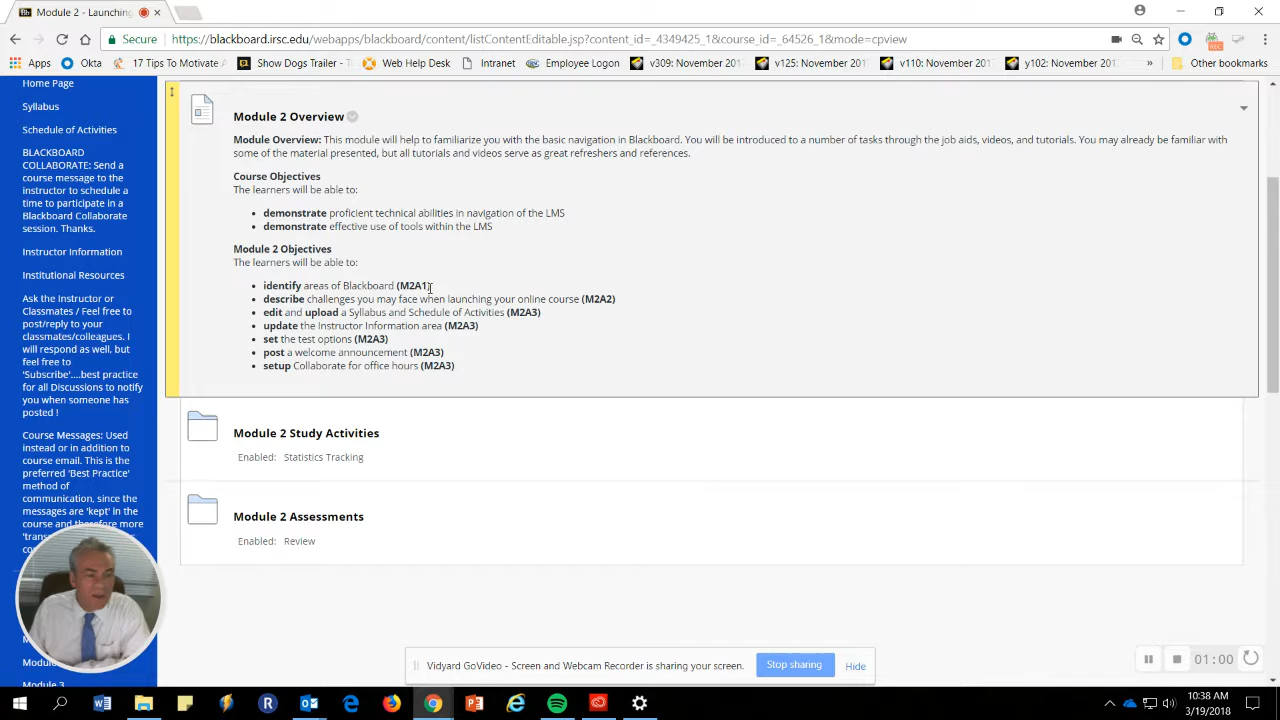 Module 2 - Launching
Secure https://blackboard.irsc.edu/webapps/blackboard/content/listContentEditable.jsp?content_id=_4349425_1&course_id=_64526_1&mode=cpview
Apps Okta 17 Tips To Motivate Show Dogs Trailer - Web Help Desk Intranet Employee Logon v309: November 201 v125: November 201 v110: November 201 y102: November 201 » Other bookmarks
Home Page
Syllabus
Schedule of Activities
BLACKBOARD
COLLABORATE: Send a
course message to the
instructor to schedule a
time to participate in a
Blackboard Collaborate
session. Thanks.
Instructor Information
Institutional Resources
Ask the Instructor or
Classmates / Feel free to
post/reply to your
classmates/colleagues. I
will respond as well, but
feel free to
'Subscribe'....best practice
for all Discussions to notify
you when someone has
posted !
Course Messages: Used
instead or in addition to
course email. This is the
preferred 'Best Practice'
method of
communication, since the
messages are 'kept' in the
course and therefore more
'trans
co
M
Modul
Module 3
Module 2 Overview
Module Overview: This module will help to familiarize you with the basic navigation in Blackboard. You will be introduced to a number of tasks through the job aids, videos, and tutorials. You may already be familiar with
some of the material presented, but all tutorials and videos serve as great refreshers and references.
Course Objectives
The learners will be able to:
• demonstrate proficient technical abilities in navigation of the LMS
• demonstrate effective use of tools within the LMS
Module 2 Objectives
The learners will be able to:
• identify areas of Blackboard (M2A1)
• describe challenges you may face when launching your online course (M2A2)
• edit and upload a Syllabus and Schedule of Activities (M2A3)
• update the Instructor Information area (M2A3)
• set the test options (M2A3)
• post a welcome announcement (M2A3)
• setup Collaborate for office hours (M2A3)
Module 2 Study Activities
Enabled: Statistics Tracking
Module 2 Assessments
Enabled: Review
Vidyard GoVideo - Screen and Webcam Recorder is sharing your screen. Stop sharing Hide
01:00
10:38 AM
3/19/2018